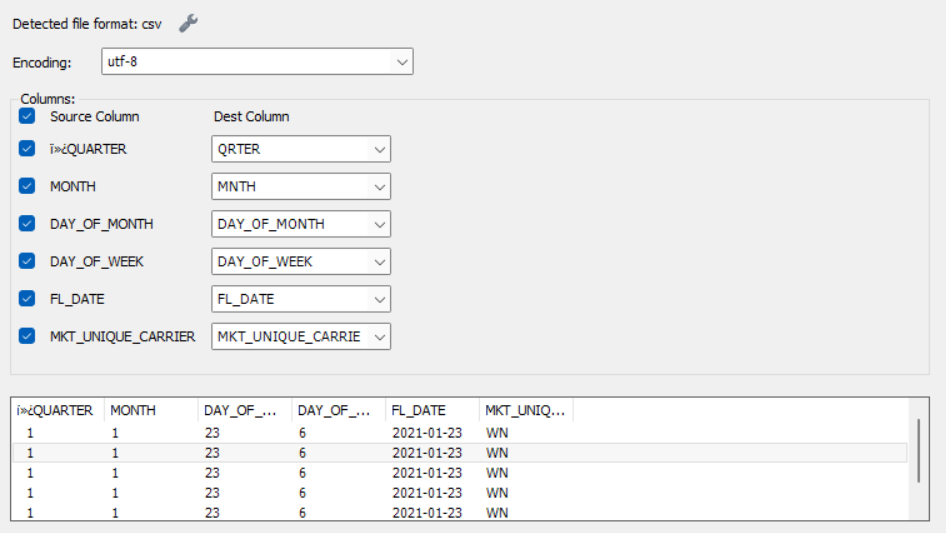 Detected file format: csv
Encoding: utf-8
Columns:
Source Column Dest Column
ï»¿QUARTER QRTER
MONTH MNTH
DAY_OF_MONTH DAY_OF_MONTH
DAY_OF_WEEK DAY_OF_WEEK
FL_DATE FL_DATE
MKT_UNIQUE_CARRIER MKT_UNIQUE_CARRIE
ï»¿QUARTER MONTH DAY_OF_... DAY_OF_... FL_DATE MKT_UNIQ...
1 1 23 6 2021-01-23 WN
1 1 23 6 2021-01-23 WN
1 1 23 6 2021-01-23 WN
1 1 23 6 2021-01-23 WN
1 1 23 6 2021-01-23 WN